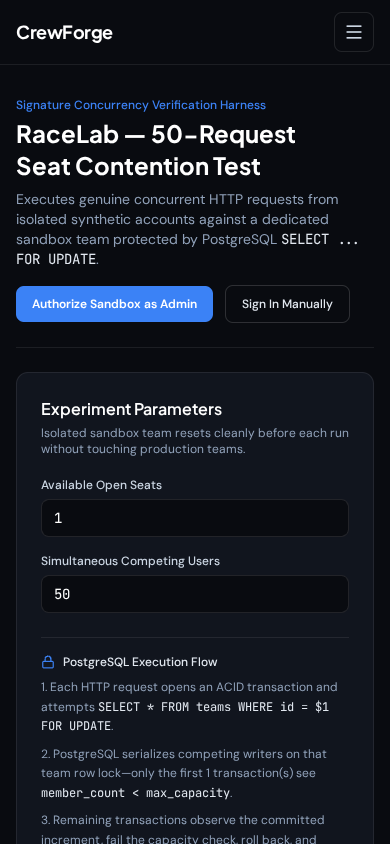 CrewForge
Signature Concurrency Verification Harness
RaceLab — 50-Request
Seat Contention Test
Executes genuine concurrent HTTP requests from
isolated synthetic accounts against a dedicated
sandbox team protected by PostgreSQL SELECT ...
FOR UPDATE.
Authorize Sandbox as Admin
Sign In Manually
Experiment Parameters
Isolated sandbox team resets cleanly before each run
without touching production teams.
Available Open Seats
1
Simultaneous Competing Users
50
PostgreSQL Execution Flow
1. Each HTTP request opens an ACID transaction and
attempts SELECT * FROM teams WHERE id = $1
FOR UPDATE.
2. PostgreSQL serializes competing writers on that
team row lock—only the first 1 transaction(s) see
member_count < max_capacity.
3. Remaining transactions observe the committed
increment, fail the capacity check, roll back, and